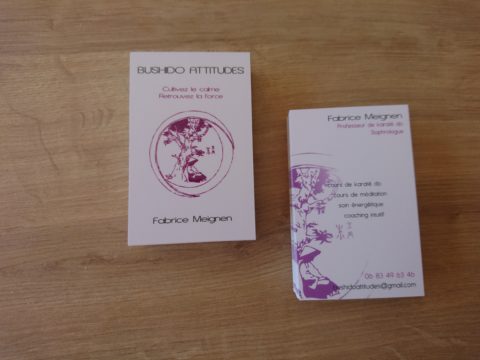 BUSHIDO ATTITUDES
Cultivez le calme
Retrouvez la force
Fabrice Meignen
Fabrice Meignen
Professeur de karaté do
Sophrologue
cours de karaté do
cours de méditation
soin énergétique
coaching intuitif
06 83 49 63 46
bushidoattitudes@gmail.com